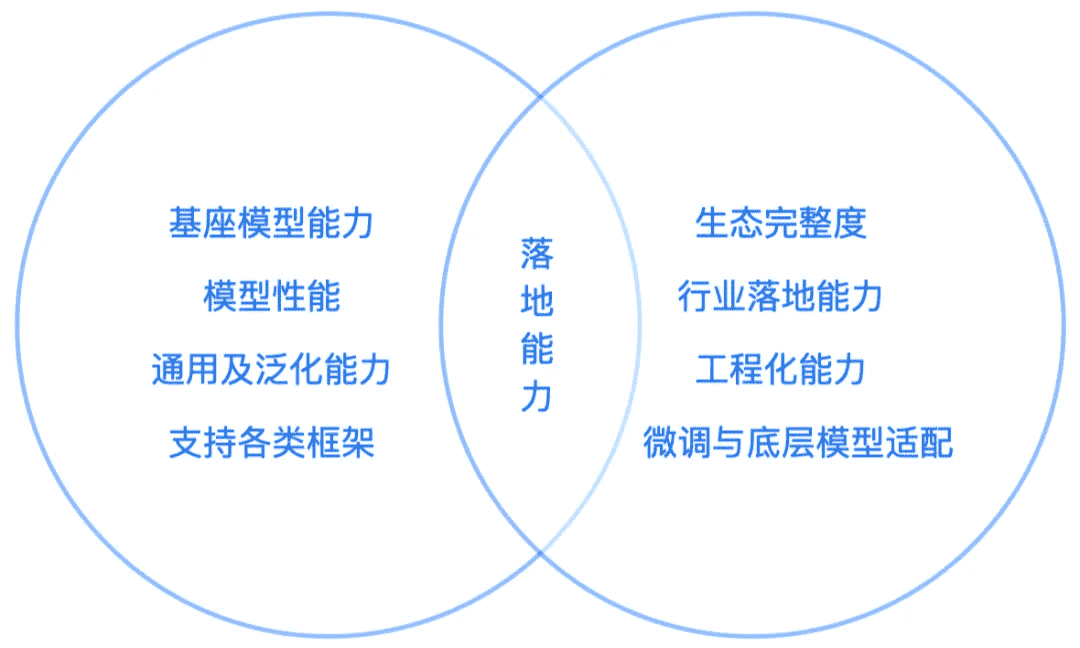 基座模型能力
模型性能
通用及泛化能力
支持各类框架
落地能力
生态完整度
行业落地能力
工程化能力
微调与底层模型适配